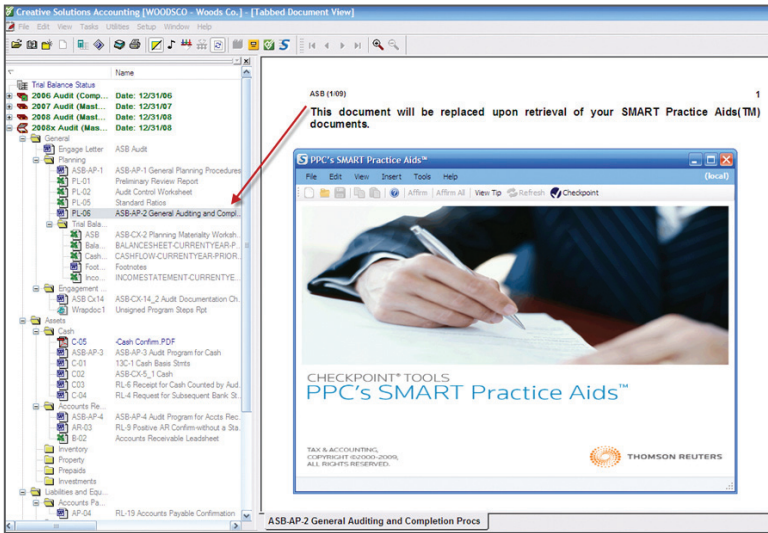 Creative Solutions Accounting [WOODSCO - Woods Co.] - [Tabbed Document View]
File Edit View Tasks Utilities Setup Window Help
Name
Trial Balance Status
2006 Audit (Comp... Date: 12/31/06
2007 Audit (Mast... Date: 12/31/07
2008 Audit (Mast... Date: 12/31/08
2008x Audit (Mas... Date: 12/31/08
General
Engage Letter ASB Audit
Planning
ASB-AP-1 ASB-AP-1 General Planning Procedures
PL-01 Preliminary Review Report
PL-02 Audit Control Worksheet
PL-05 Standard Ratios
PL-06 ASB-AP-2 General Auditing and Compl...
Trial Bala...
ASB ASB-CX-2 Planning Materiality Worksh...
Bala... BALANCESHEET-CURRENTYEAR-P...
Cash... CASHFLOW-CURRENTYEAR-PRIOR...
Foot... Footnotes
Inco... INCOMESTATEMENT-CURRENTYE...
Engagement ...
ASB Cx14 ASB-CX-14_2 Audit Documentation Ch...
Wrapdoc1 Unsigned Program Steps Rpt
Assets
Cash
C-05 -Cash Confirm.PDF
ASB-AP-3 ASB-AP-3 Audit Program for Cash
C-01 13C-1 Cash Basis Stmts
C02 ASB-CX-5_1 Cash
C03 RL-6 Receipt for Cash Counted by Aud...
C-04 RL-4 Request for Subsequent Bank St...
Accounts Re...
ASB-AP-4 ASB-AP-4 Audit Program for Accts Rec...
AR-03 RL-9 Positive AR Confirm-without a Sta...
B-02 Accounts Receivable Leadsheet
Inventory
Property
Prepaids
Investments
Liabilities and Equ...
Accounts Pa...
AP-04 RL-19 Accounts Payable Confirmation
ASB (1/09) 1
This document will be replaced upon retrieval of your SMART Practice Aids(TM)
documents.
PPC's SMART Practice Aids™
File Edit View Insert Tools Help (local)
Affirm Affirm All View Tip Refresh Checkpoint
CHECKPOINT® TOOLS
PPC's SMART Practice Aids™
TAX & ACCOUNTING,
COPYRIGHT ©2000-2009,
ALL RIGHTS RESERVED.
THOMSON REUTERS
ASB-AP-2 General Auditing and Completion Procs